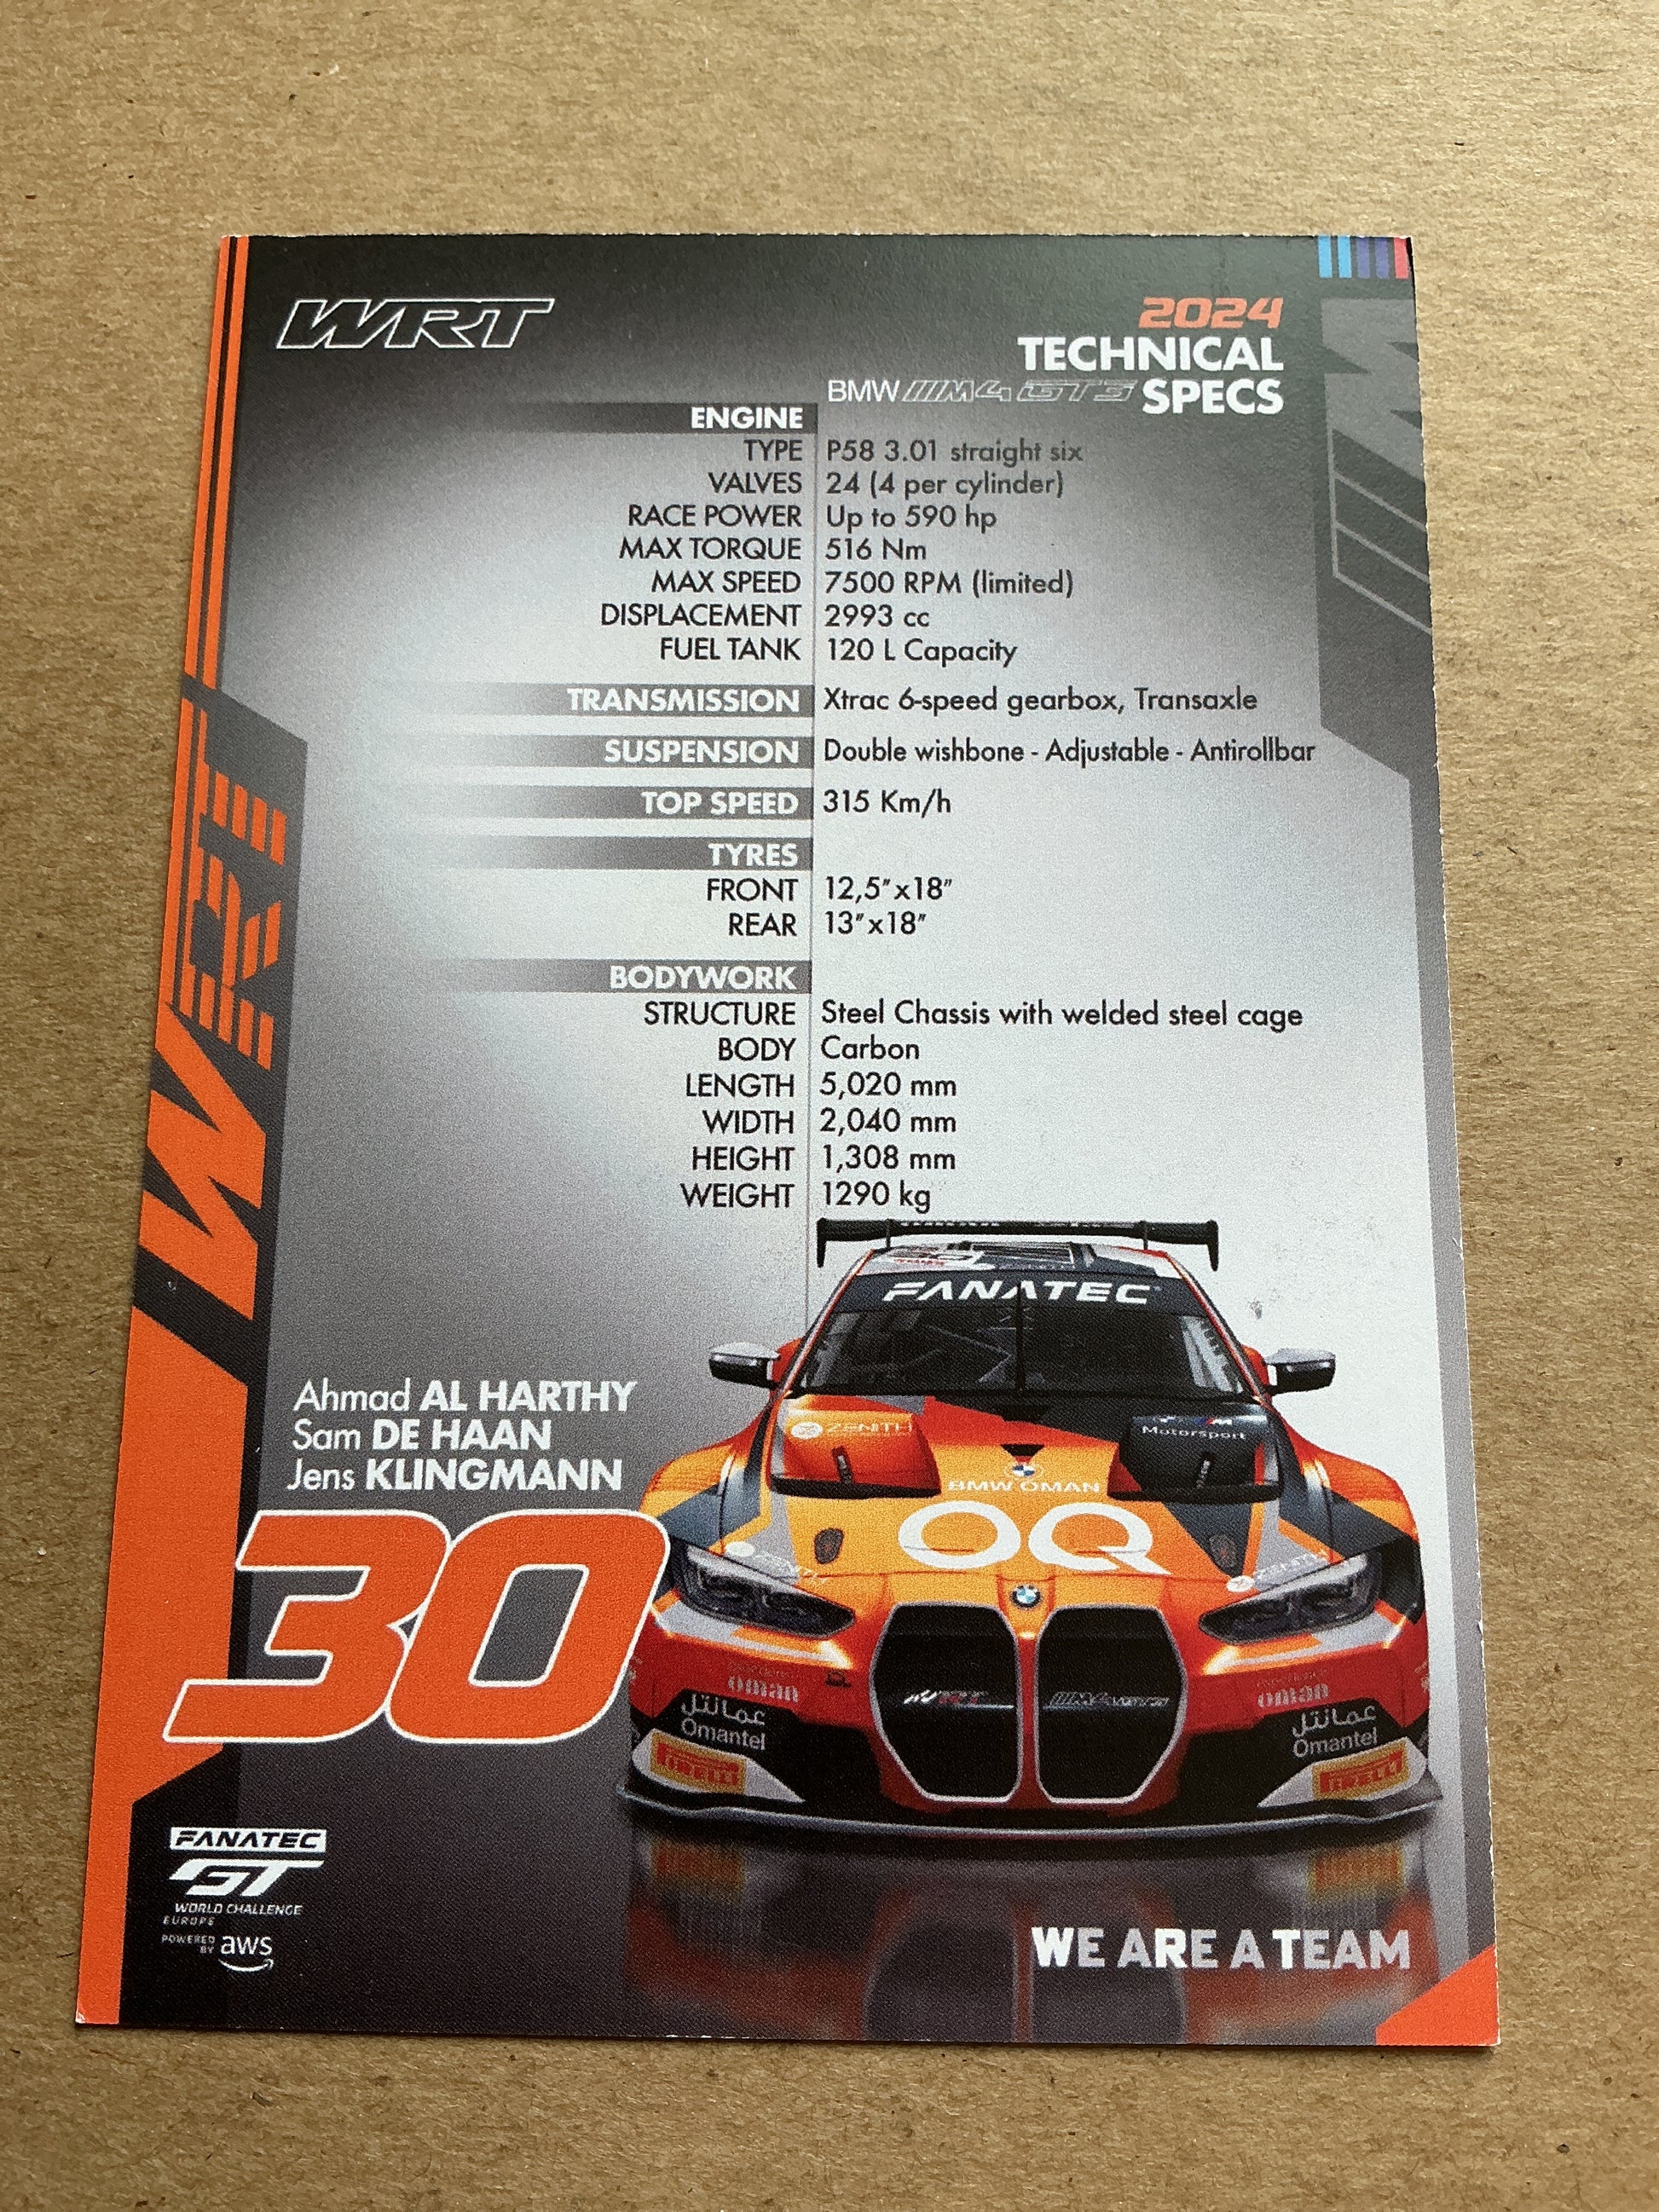 WRT
2024
TECHNICAL
BMW M4 GT3 SPECS
ENGINE
TYPE P58 3.01 straight six
VALVES 24 (4 per cylinder)
RACE POWER Up to 590 hp
MAX TORQUE 516 Nm
MAX SPEED 7500 RPM (limited)
DISPLACEMENT 2993 cc
FUEL TANK 120 L Capacity
TRANSMISSION Xtrac 6-speed gearbox, Transaxle
SUSPENSION Double wishbone - Adjustable - Antirollbar
TOP SPEED 315 Km/h
TYRES
FRONT 12,5"x18"
REAR 13"x18"
BODYWORK
STRUCTURE Steel Chassis with welded steel cage
BODY Carbon
LENGTH 5,020 mm
WIDTH 2,040 mm
HEIGHT 1,308 mm
WEIGHT 1290 kg
WRT
FANATEC
Ahmad AL HARTHY
Sam DE HAAN
Jens KLINGMANN
30
ZENITH
M Motorsport
BMW OMAN
OQ
ZENITH
ZENITH
oman
عمانتل
Omantel
WRT
M4 GT3
oman
عمانتل
Omantel
FANATEC
GT
WORLD CHALLENGE
EUROPE
POWERED BY aws
WE ARE A TEAM